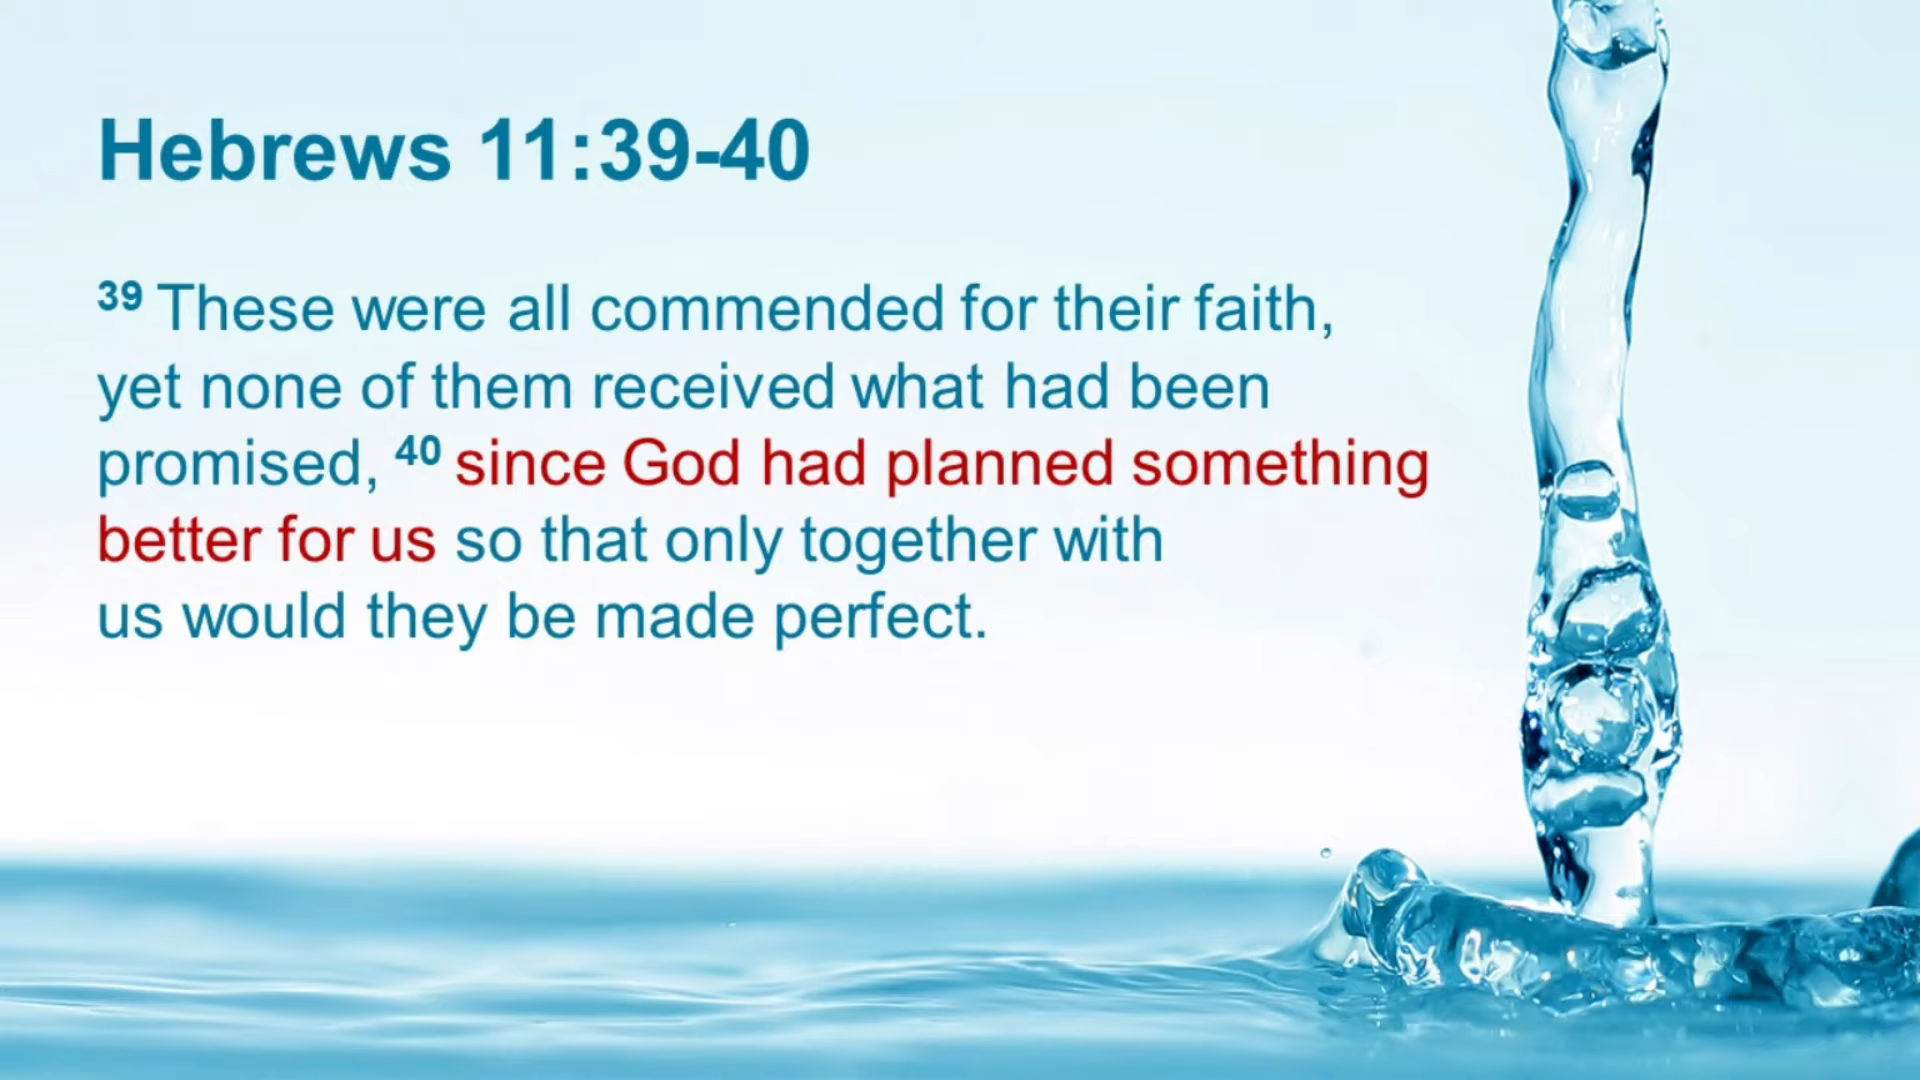 Hebrews 11:39-40
39 These were all commended for their faith,
yet none of them received what had been
promised, 40 since God had planned something
better for us so that only together with
us would they be made perfect.